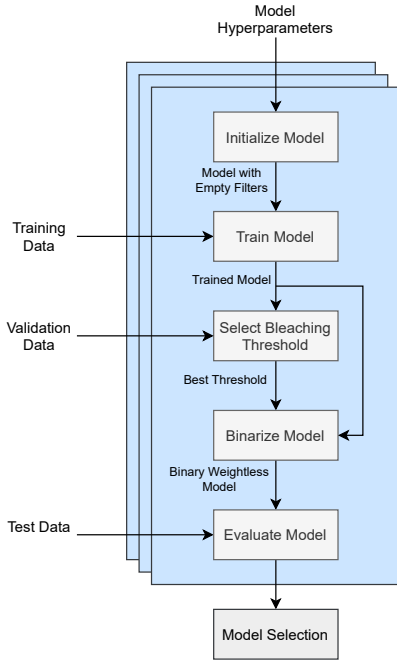 Model
Hyperparameters
Initialize Model
Model with
Empty Filters
Training
Data
Train Model
Trained Model
Validation
Data
Select Bleaching
Threshold
Best Threshold
Binarize Model
Binary Weightless
Model
Test Data
Evaluate Model
Model Selection